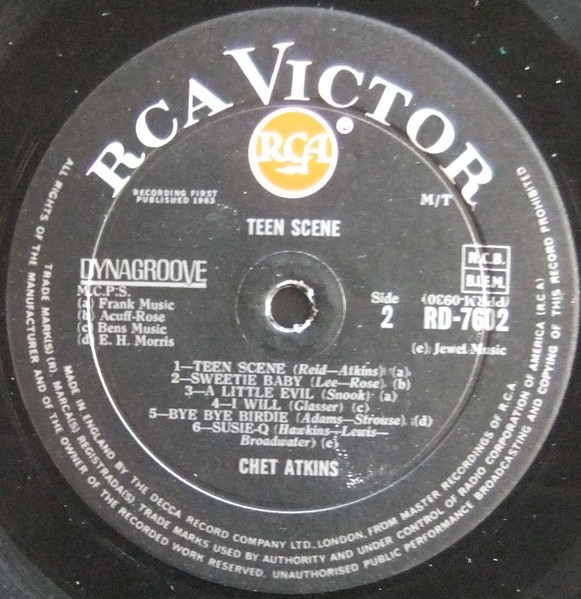 RCA VICTOR
RCA
®
RECORDING FIRST
PUBLISHED 1963
M/T
TEEN SCENE
DYNAGROOVE
N.C.B.
B.I.E.M.
M.C.P.S.
(a) Frank Music
(b) Acuff-Rose
(c) Bens Music
(d) E. H. Morris
Side
2
(PPRM-0930)
RD-7602
(e) Jewel Music
1—TEEN SCENE (Reid—Atkins) (a)
2—SWEETIE BABY (Lee—Rose) (b)
3—A LITTLE EVIL (Snook) (a)
4—I WILL (Glasser) (c)
5—BYE BYE BIRDIE (Adams—Strouse) (d)
6—SUSIE-Q (Hawkins—Lewis—
Broadwater) (e)
CHET ATKINS
MADE IN ENGLAND BY THE DECCA RECORD COMPANY LTD., LONDON, FROM MASTER RECORDINGS OF R.C.A.
TRADE MARK(S) (R). MARCA(S) REGISTRADA(S). TRADE MARKS USED BY AUTHORITY AND UNDER CONTROL OF RADIO CORPORATION OF AMERICA (R.C.A.)
ALL RIGHTS OF THE MANUFACTURER AND OF THE OWNER OF THE RECORDED WORK RESERVED. UNAUTHORISED PUBLIC PERFORMANCE BROADCASTING AND COPYING OF THIS RECORD PROHIBITED